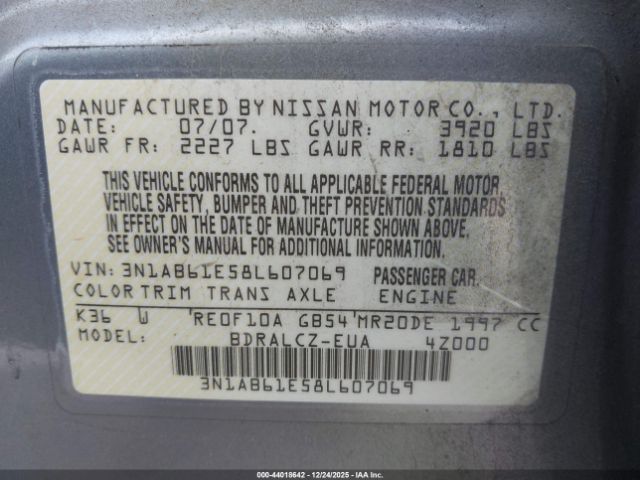 MANUFACTURED BY NISSAN MOTOR CO., LTD.
DATE: 07/07. GVWR: 3920 LBS
GAWR FR: 2227 LBS GAWR RR: 1810 LBS
THIS VEHICLE CONFORMS TO ALL APPLICABLE FEDERAL MOTOR
VEHICLE SAFETY, BUMPER AND THEFT PREVENTION STANDARDS
IN EFFECT ON THE DATE OF MANUFACTURE SHOWN ABOVE.
SEE OWNER'S MANUAL FOR ADDITIONAL INFORMATION.
VIN: 3N1AB61E58L607069 PASSENGER CAR
COLOR TRIM TRANS AXLE ENGINE
K36 W RE0F10A GB54 MR20DE 1997 CC
MODEL: BDRALCZ-EUA 4Z000
3N1AB61E58L607069
000-44018642 - 12/24/2025 - IAAI Inc.